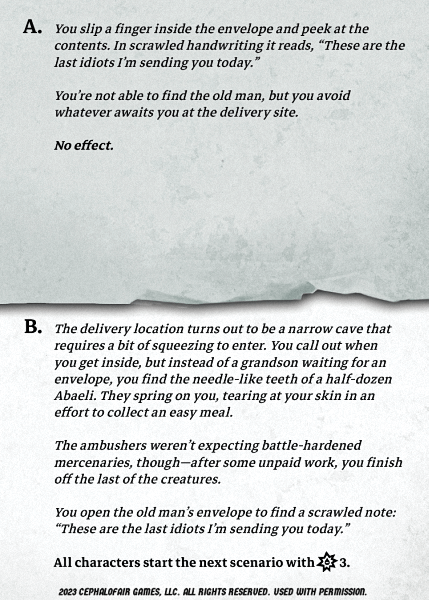 A. You slip a finger inside the envelope and peek at the
contents. In scrawled handwriting it reads, “These are the
last idiots I’m sending you today.”
You’re not able to find the old man, but you avoid
whatever awaits you at the delivery site.
No effect.
B. The delivery location turns out to be a narrow cave that
requires a bit of squeezing to enter. You call out when
you get inside, but instead of a grandson waiting for an
envelope, you find the needle-like teeth of a half-dozen
Abaeli. They spring on you, tearing at your skin in an
effort to collect an easy meal.
The ambushers weren’t expecting battle-hardened
mercenaries, though—after some unpaid work, you finish
off the last of the creatures.
You open the old man’s envelope to find a scrawled note:
“These are the last idiots I’m sending you today.”
All characters start the next scenario with 3.
2023 CEPHALOFAIR GAMES, LLC. ALL RIGHTS RESERVED. USED WITH PERMISSION.